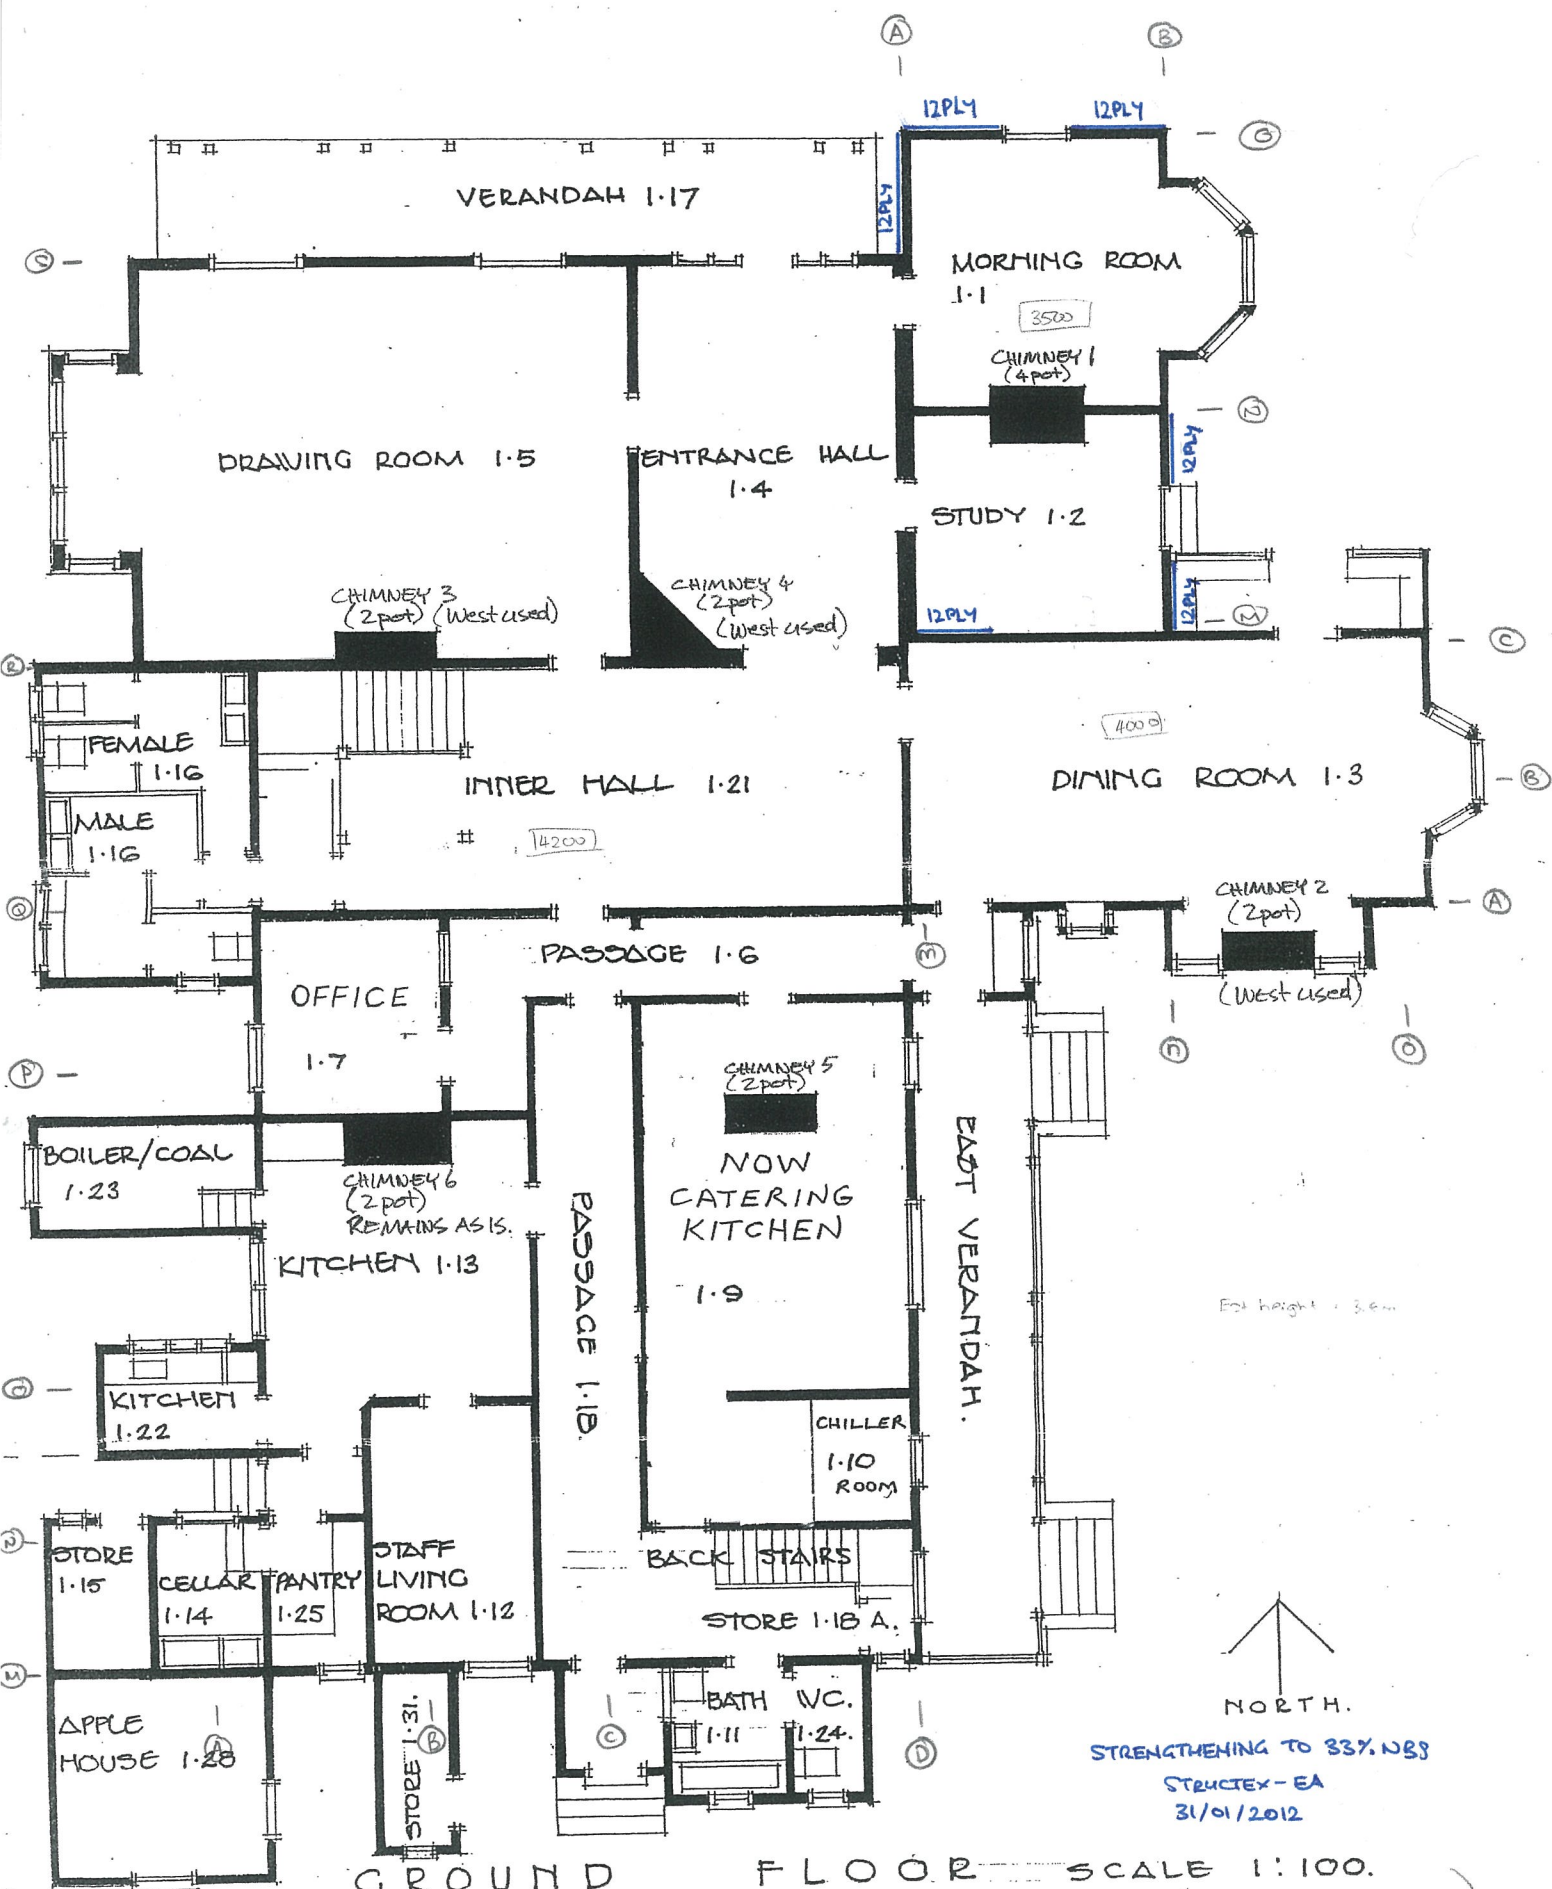 A
B
12PLY
12PLY
G
VERANDAH 1·17
12PLY
S
MORNING ROOM
1·1
3500
CHIMNEY 1
(4pot)
N
12PLY
DRAWING ROOM 1·5
ENTRANCE HALL
1·4
STUDY 1·2
CHIMNEY 3
(2pot) (West used)
CHIMNEY 4
(2pot)
(West used)
12PLY
12PLY
M
C
R
FEMALE
1·16
4000
INNER HALL 1·21
DINING ROOM 1·3
B
MALE
1·16
4200
CHIMNEY 2
(2pot)
Q
A
PASSAGE 1·6
(West used)
OFFICE
1·7
P
CHIMNEY 5
(2pot)
BOILER/COAL
1·23
CHIMNEY 6
(2pot)
REMAINS AS IS.
NOW
CATERING
KITCHEN
1·9
KITCHEN 1·13
PASSAGE 1·18
EAST VERANDAH.
O
KITCHEN
1·22
CHILLER
1·10
ROOM
STORE
1·15
CELLAR
1·14
PANTRY
1·25
STAFF
LIVING
ROOM 1·12
BACK STAIRS
STORE 1·18 A.
M
APPLE
HOUSE 1·28
A
STORE 1·31.
B
C
BATH
1·11
WC.
1·24.
D
NORTH.
STRENGTHENING TO 33% NBS
STRUCTEX - EA
31/01/2012
GROUND FLOOR SCALE 1:100.